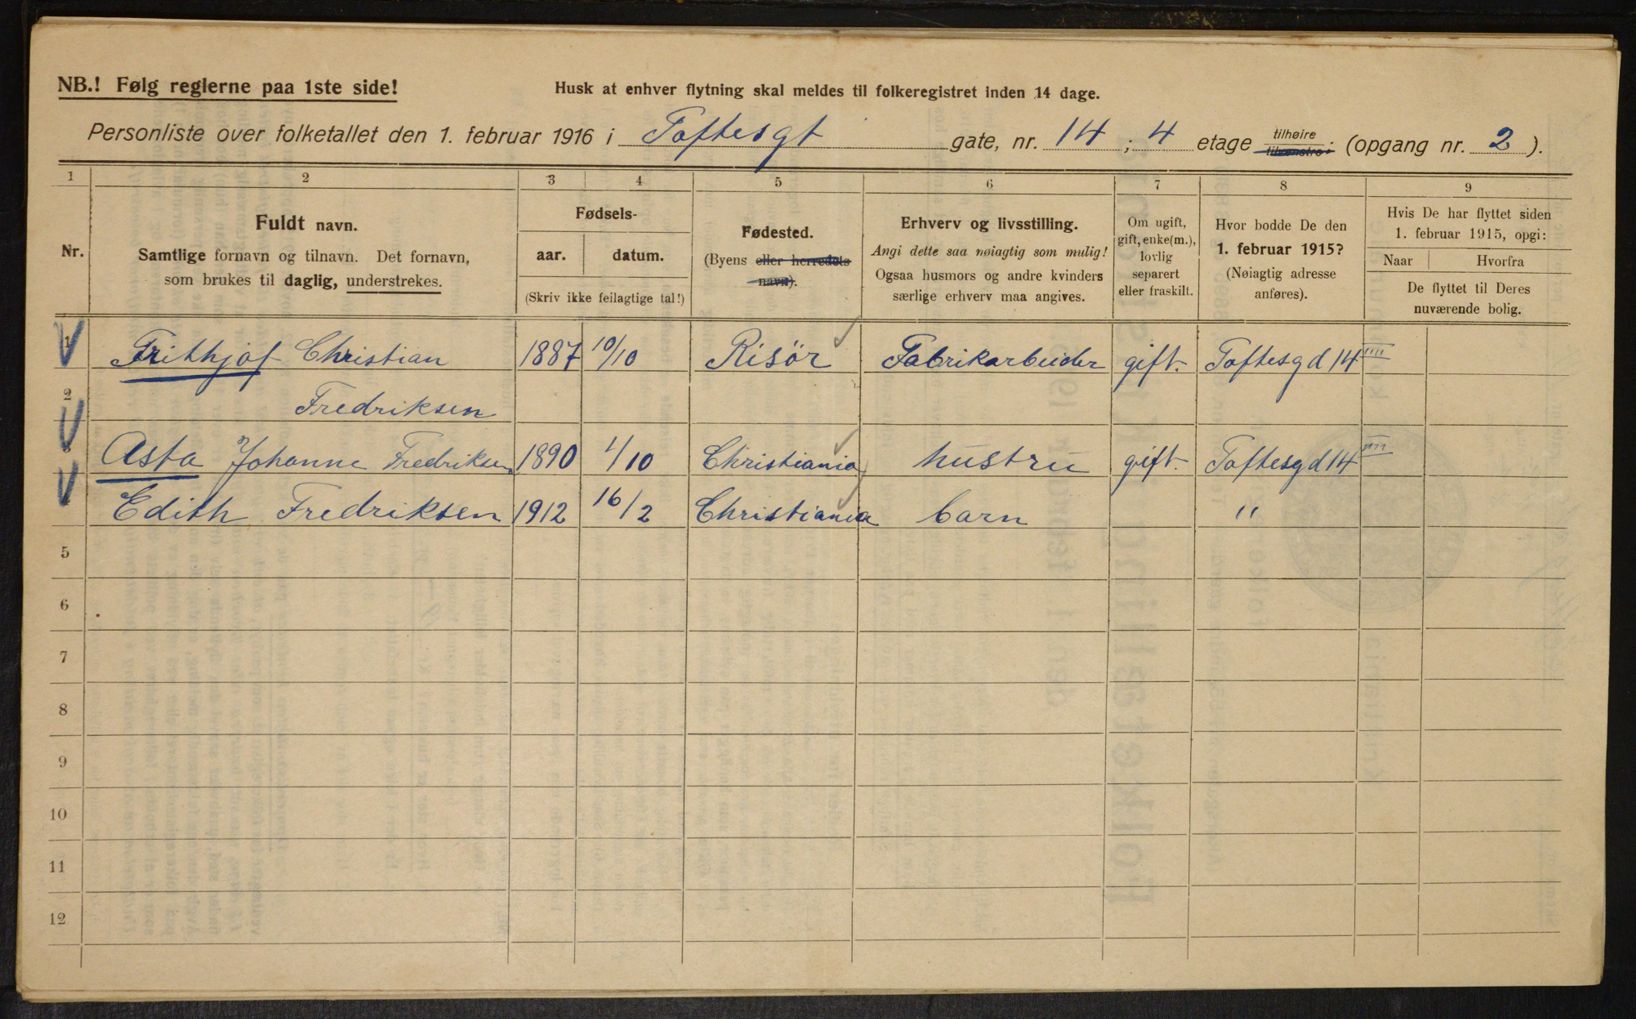 NB.! Følg reglerne paa 1ste side!
Husk at enhver flytning skal meldes til folkeregistret inden 14 dage.
Personliste over folketallet den 1. februar 1916 i Toftesgt gate, nr. 14 ; 4 etage tilhøire tilvenstre: (opgang nr. 2 ).
1 2 3 4 5 6 7 8 9
Nr.
Fuldt navn.
Samtlige fornavn og tilnavn. Det fornavn,
som brukes til daglig, understrekes.
Fødsels-
aar. datum.
(Skriv ikke feilagtige tal!)
Fødested.
(Byens eller herredets
navn).
Erhverv og livsstilling.
Angi dette saa nøiagtig som mulig!
Ogsaa husmors og andre kvinders
særlige erhverv maa angives.
Om ugift,
gift, enke(m.),
lovlig
separert
eller fraskilt.
Hvor bodde De den
1. februar 1915?
(Nøiagtig adresse
anføres).
Hvis De har flyttet siden
1. februar 1915, opgi:
Naar Hvorfra
De flyttet til Deres
nuværende bolig.
1 Frithjof Christian 1887 10/10 Risör Fabrikarbeider gift. Toftesgd 14
2 Fredriksen
Asta Johanne Fredriksen 1890 1/10 Christiania hustru gift. Toftesgd 14
Edith Fredriksen 1912 16/2 Christiania barn "
5
6
7
8
9
10
11
12